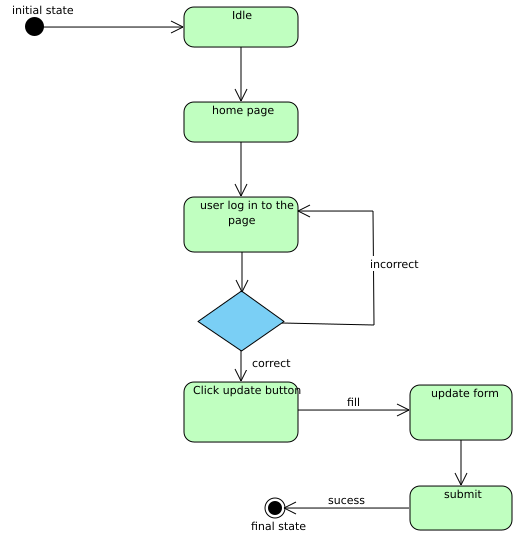 initial state
Idle
home page
user log in to the
page
incorrect
correct
Click update button
fill
update form
submit
sucess
final state